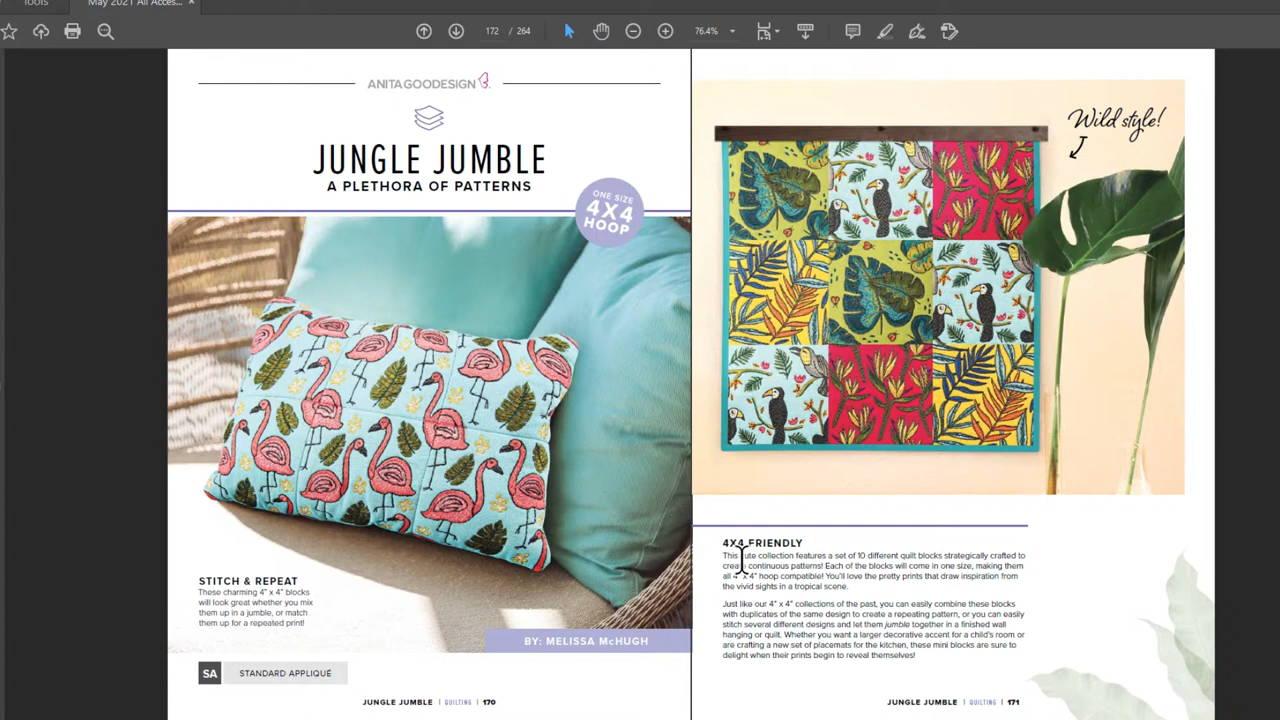 Tools
May 2021 All Acces... ×
172 / 264
76.4%
ANITA GOODESIGN
JUNGLE JUMBLE
A PLETHORA OF PATTERNS
ONE SIZE
4X4
HOOP
STITCH & REPEAT
These charming 4" x 4" blocks
will look great whether you mix
them up in a jumble, or match
them up for a repeated print!
BY: MELISSA McHUGH
SA STANDARD APPLIQUÉ
JUNGLE JUMBLE | QUILTING | 170
Wild style!
4X4 FRIENDLY
This cute collection features a set of 10 different quilt blocks strategically crafted to
create continuous patterns! Each of the blocks will come in one size, making them
all 4" x 4" hoop compatible! You'll love the pretty prints that draw inspiration from
the vivid sights in a tropical scene.
Just like our 4" x 4" collections of the past, you can easily combine these blocks
with duplicates of the same design to create a repeating pattern, or you can easily
stitch several different designs and let them jumble together in a finished wall
hanging or quilt. Whether you want a larger decorative accent for a child's room or
are crafting a new set of placemats for the kitchen, these mini blocks are sure to
delight when their prints begin to reveal themselves!
JUNGLE JUMBLE | QUILTING | 171